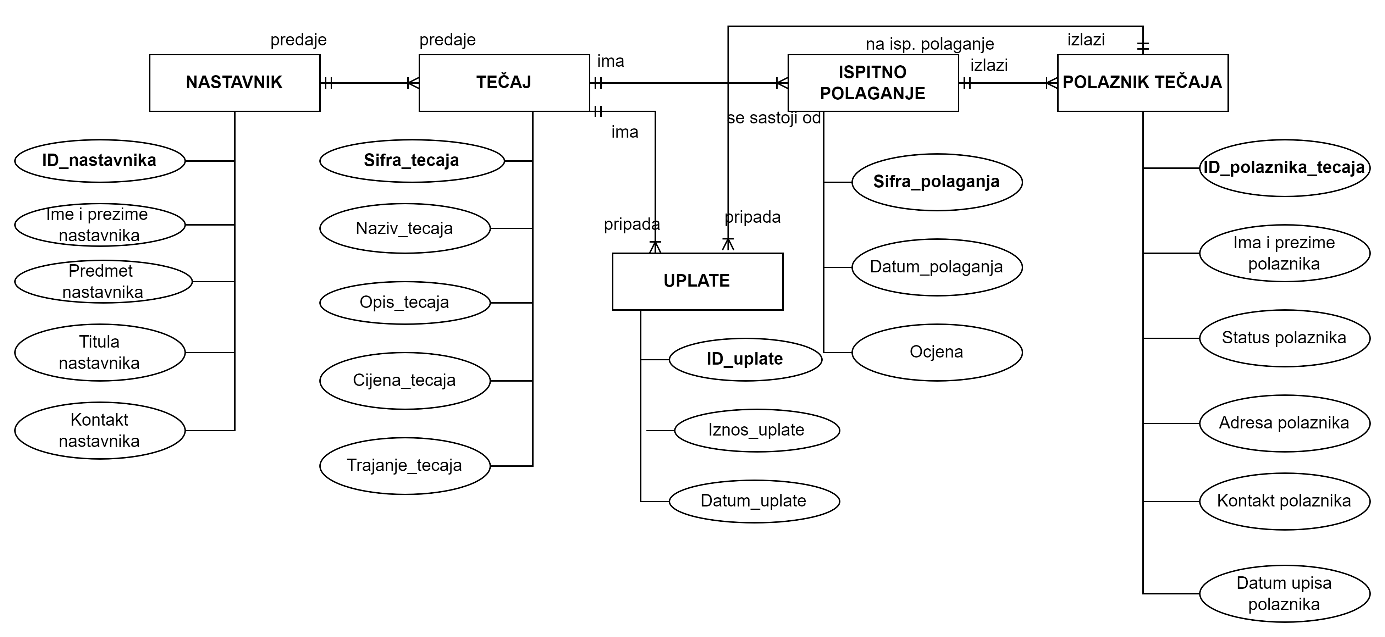 predaje
predaje
NASTAVNIK
TEČAJ
ima
ima
na isp. polaganje
izlazi
izlazi
ISPITNO
POLAGANJE
POLAZNIK TEČAJA
se sastoji od
pripada
pripada
UPLATE
ID_nastavnika
Ime i prezime
nastavnika
Predmet
nastavnika
Titula
nastavnika
Kontakt
nastavnika
Sifra_tecaja
Naziv_tecaja
Opis_tecaja
Cijena_tecaja
Trajanje_tecaja
ID_uplate
Iznos_uplate
Datum_uplate
Sifra_polaganja
Datum_polaganja
Ocjena
ID_polaznika_tecaja
Ima i prezime
polaznika
Status polaznika
Adresa polaznika
Kontakt polaznika
Datum upisa
polaznika